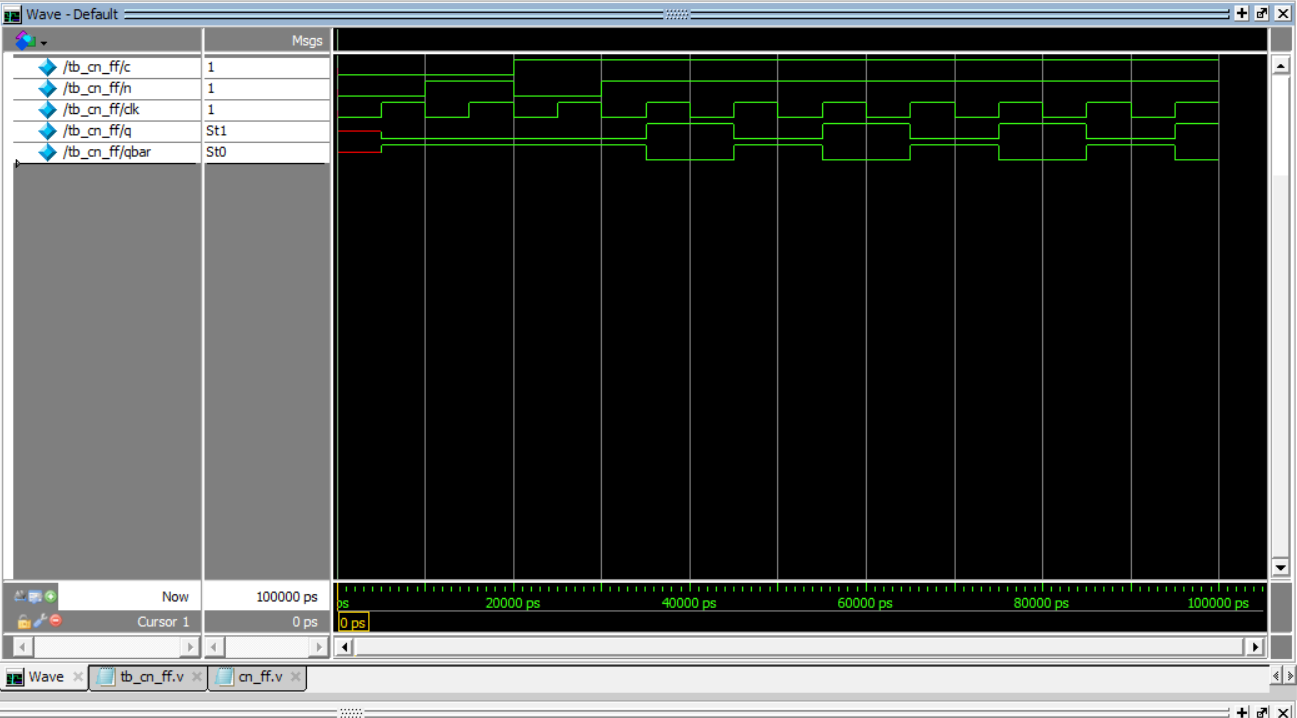 Wave - Default
Msgs
/tb_cn_ff/c 1
/tb_cn_ff/n 1
/tb_cn_ff/clk 1
/tb_cn_ff/q St1
/tb_cn_ff/qbar St0
Now 100000 ps
ps 20000 ps 40000 ps 60000 ps 80000 ps 100000 ps
Cursor 1 0 ps 0 ps
Wave tb_cn_ff.v cn_ff.v